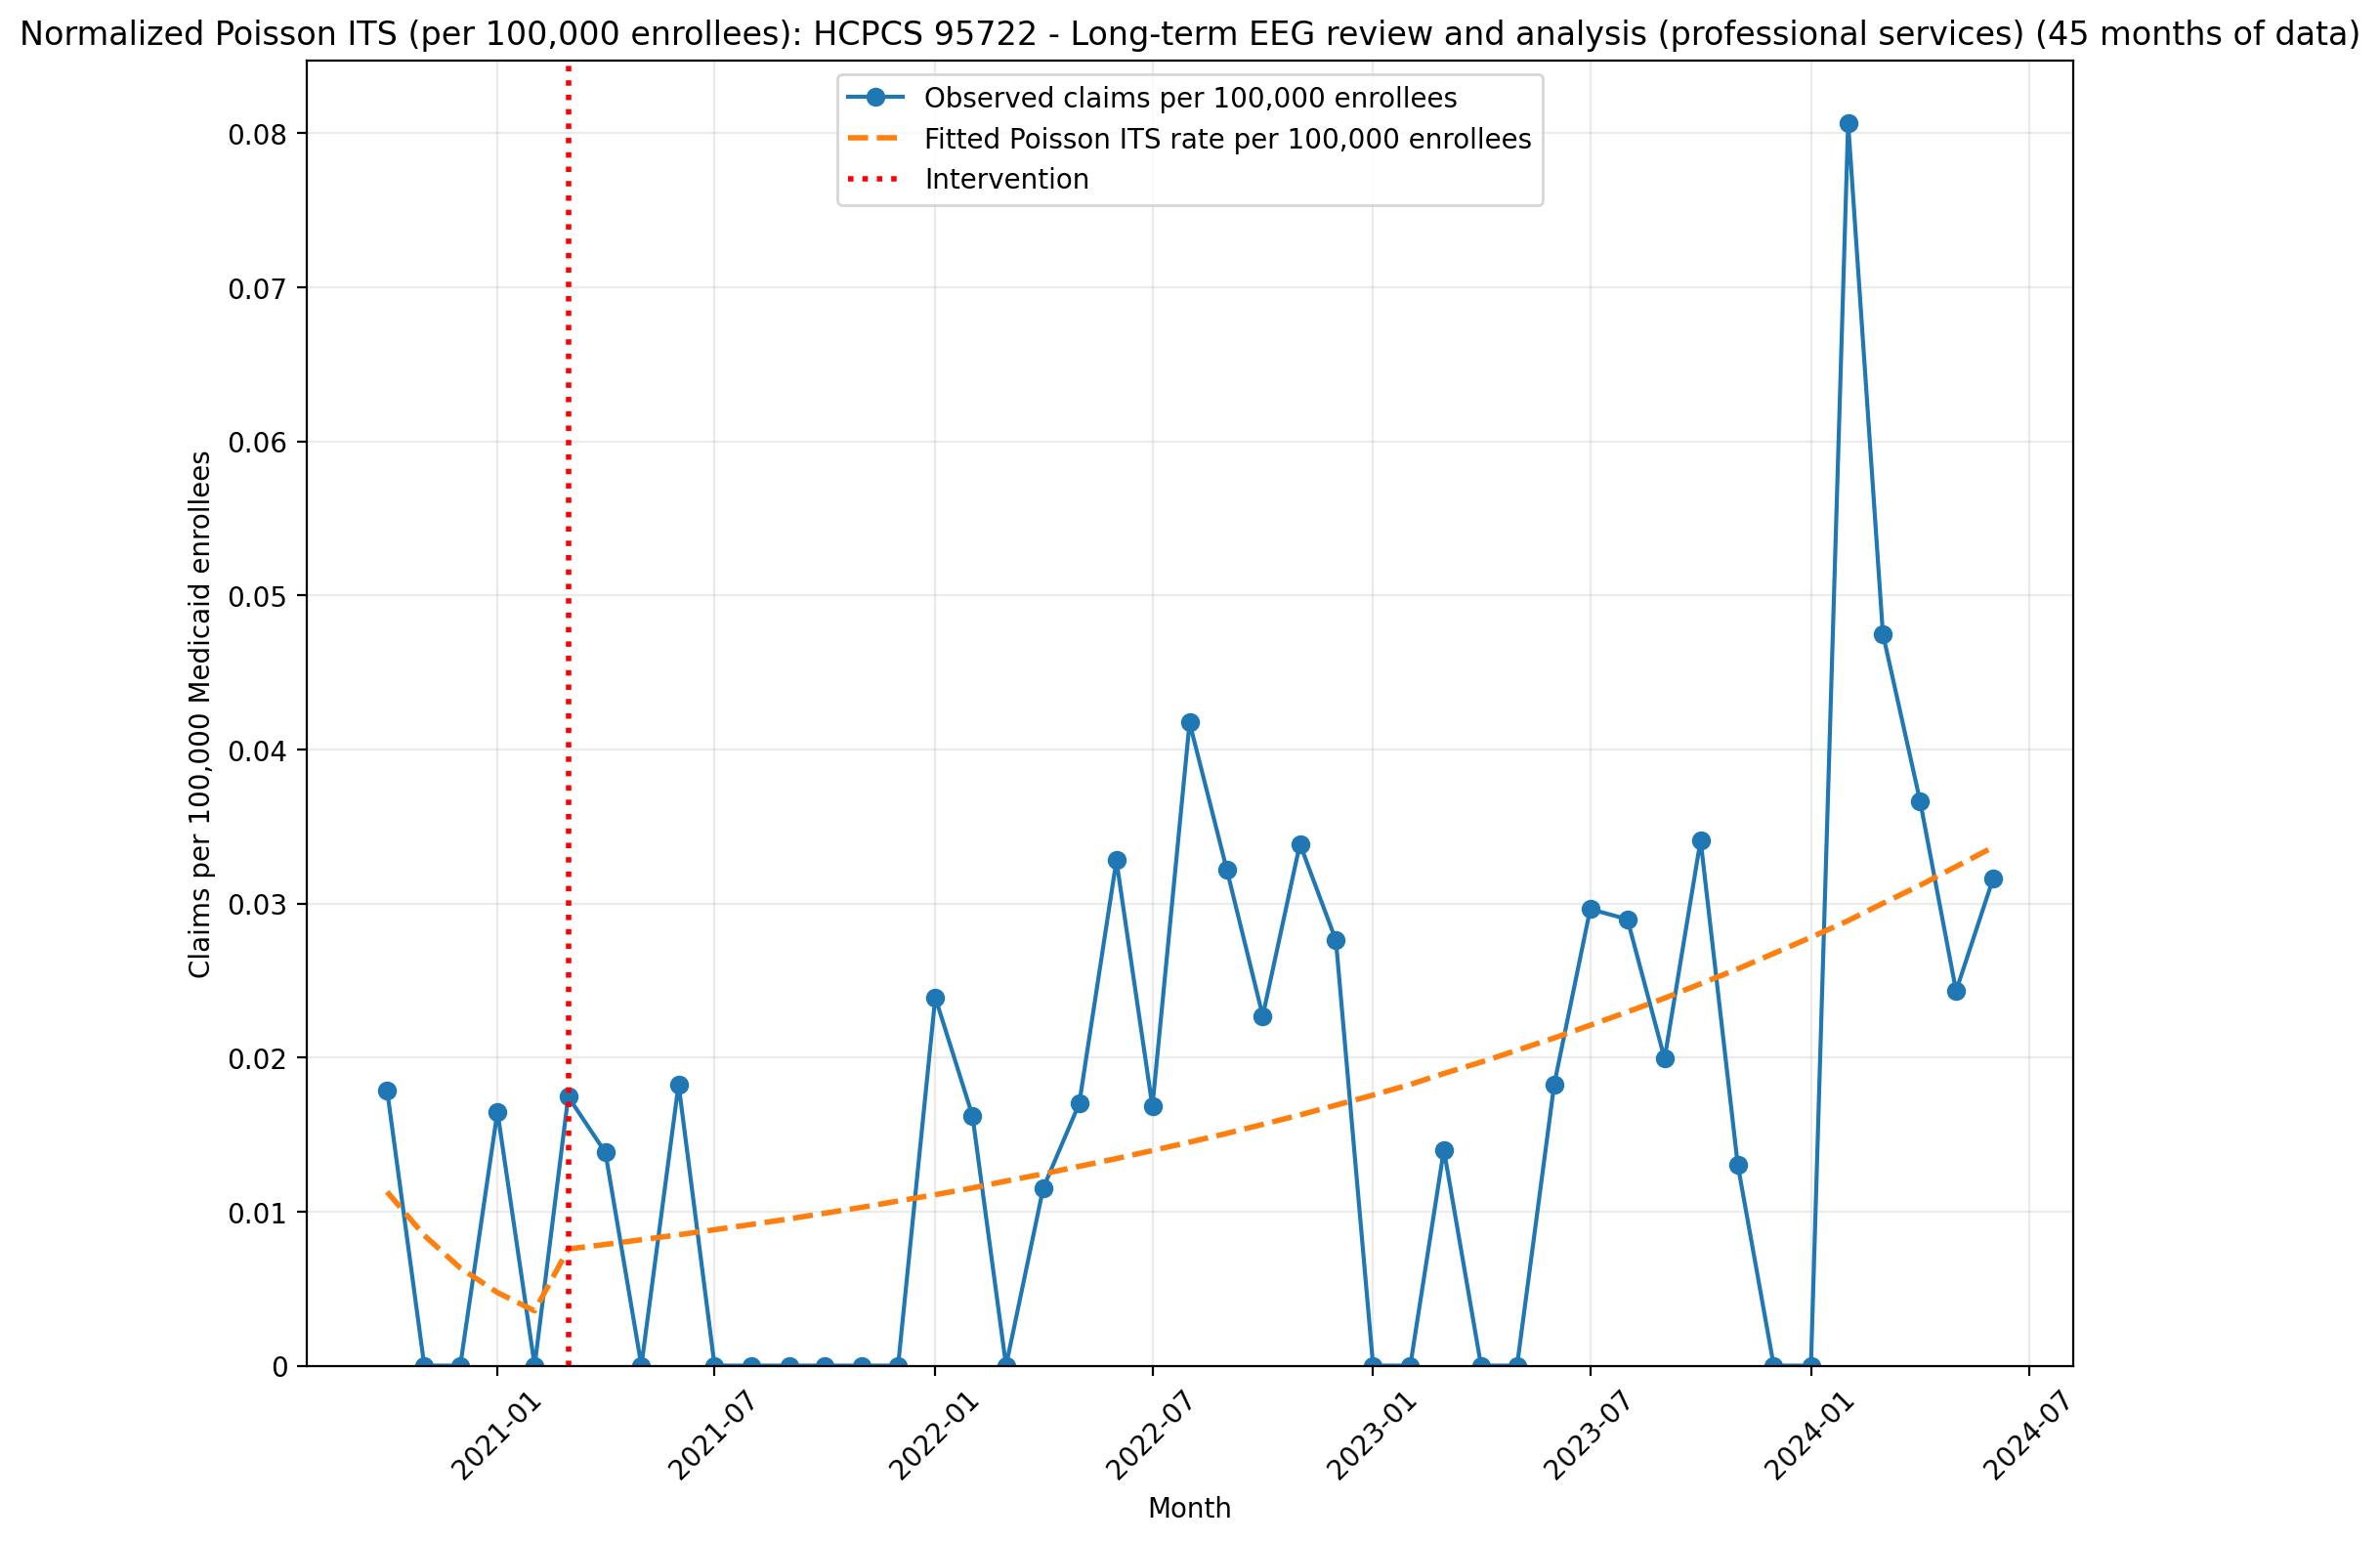 Normalized Poisson ITS (per 100,000 enrollees): HCPCS 95722 - Long-term EEG review and analysis (professional services) (45 months of data)
Observed claims per 100,000 enrollees
Fitted Poisson ITS rate per 100,000 enrollees
Intervention
Claims per 100,000 Medicaid enrollees
0.08
0.07
0.06
0.05
0.04
0.03
0.02
0.01
0
2021-01
2021-07
2022-01
2022-07
2023-01
2023-07
2024-01
2024-07
Month